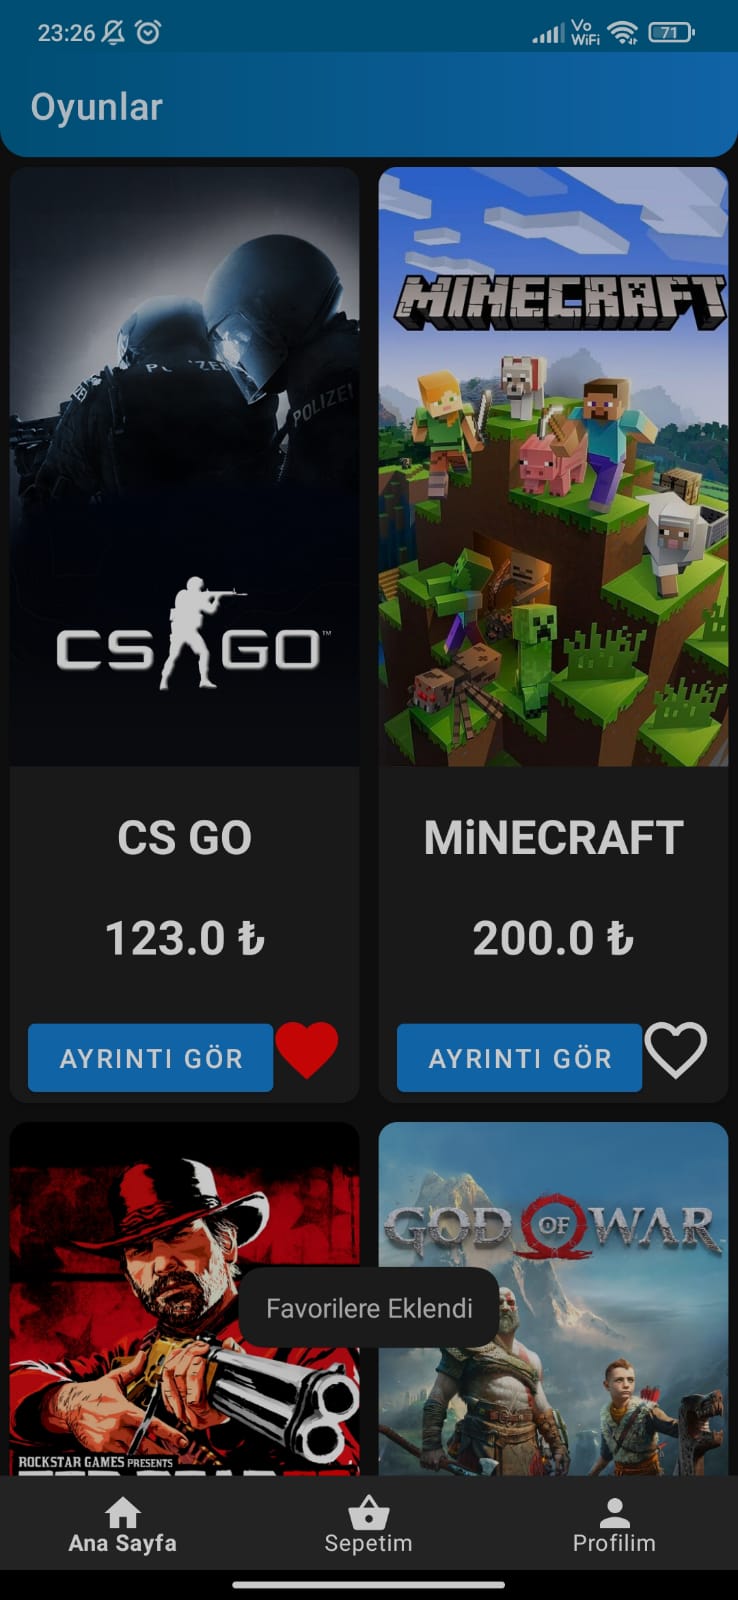 23:26
Vo
WiFi
71
Oyunlar
POLIZEI
CS GO™
MINECRAFT
CS GO
MiNECRAFT
123.0 ₺
200.0 ₺
AYRINTI GÖR
AYRINTI GÖR
GOD OF WAR
Favorilere Eklendi
ROCKSTAR GAMES PRESENTS
Ana Sayfa
Sepetim
Profilim